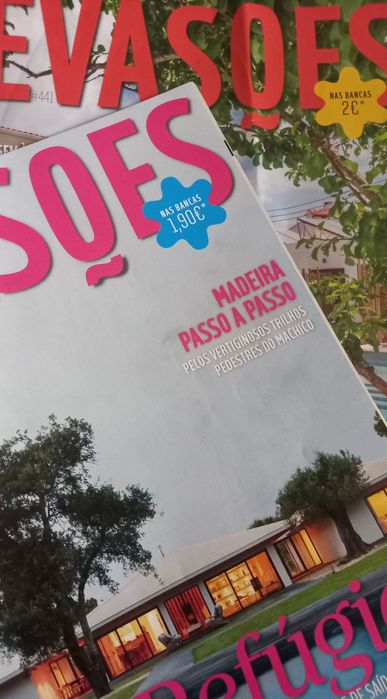 EVASÕES
#441
NAS BANCAS
2€*
SÕES
NAS BANCAS
1,90€*
MADEIRA
PASSO A PASSO
PELOS VERTIGINOSOS TRILHOS
PEDESTRES DO MACHICO
Refúgio